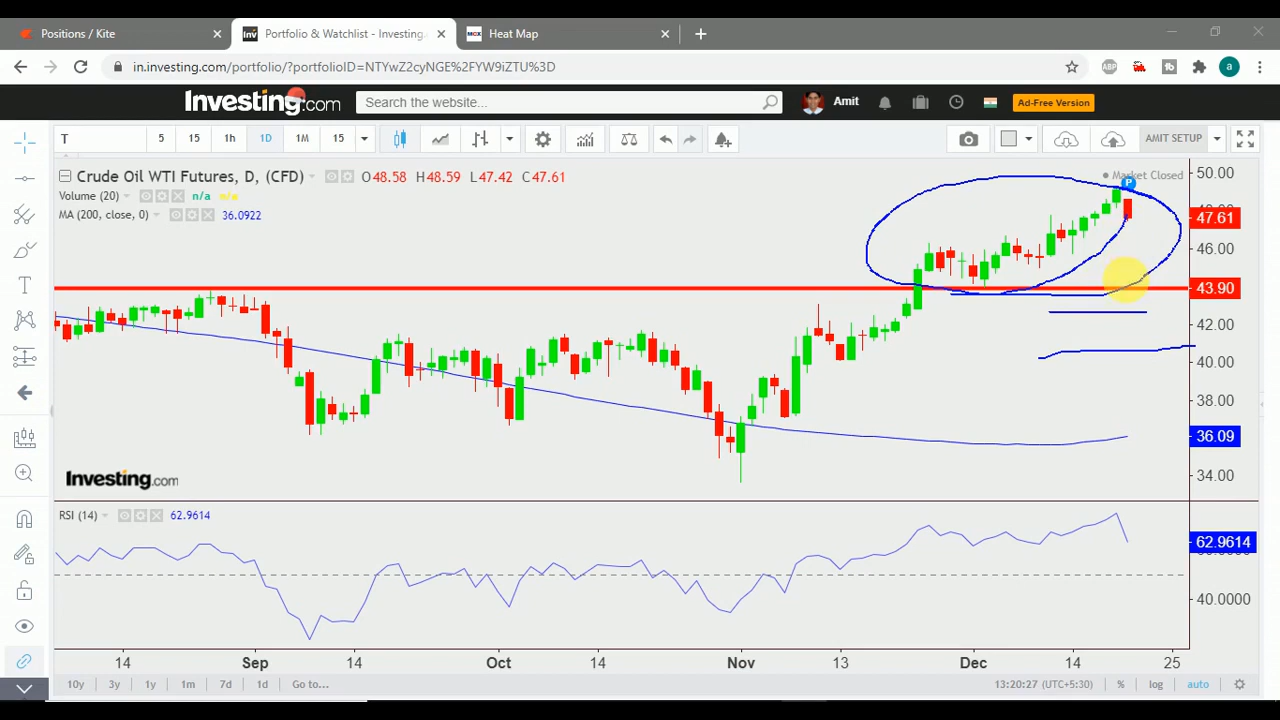 Positions / Kite
Portfolio & Watchlist - Investing.
Heat Map
in.investing.com/portfolio/?portfolioID=NTYwZ2cyNGE%2FYW9iZTU%3D
ABP
a
Investing.com
Search the website...
Amit
Ad-Free Version
T
5
15
1h
1D
1M
15
AMIT SETUP
Crude Oil WTI Futures, D, (CFD)
O48.58 H48.59 L47.42 C47.61
Market Closed
P
Volume (20)
n/a
n/a
MA (200, close, 0)
36.0922
50.00
47.61
46.00
43.90
42.00
40.00
38.00
36.09
34.00
Investing.com
RSI (14)
62.9614
62.9614
40.0000
14
Sep
14
Oct
14
Nov
13
Dec
14
25
10y
3y
1y
1m
7d
1d
Go to...
13:20:27 (UTC+5:30)
%
log
auto